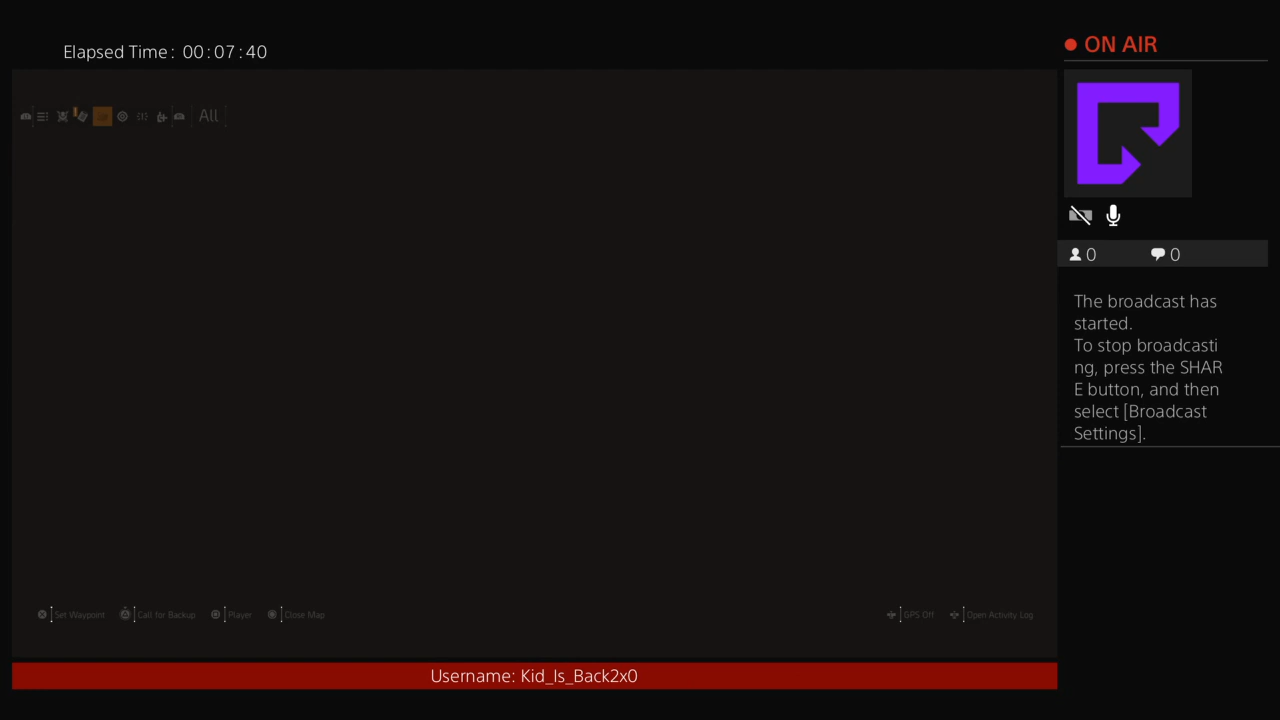 Elapsed Time: 00:07:40
ON AIR
All
0 0
The broadcast has
started.
To stop broadcasti
ng, press the SHAR
E button, and then
select [Broadcast
Settings].
Set Waypoint Call for Backup Player Close Map GPS Off Open Activity Log
Username: Kid_Is_Back2x0